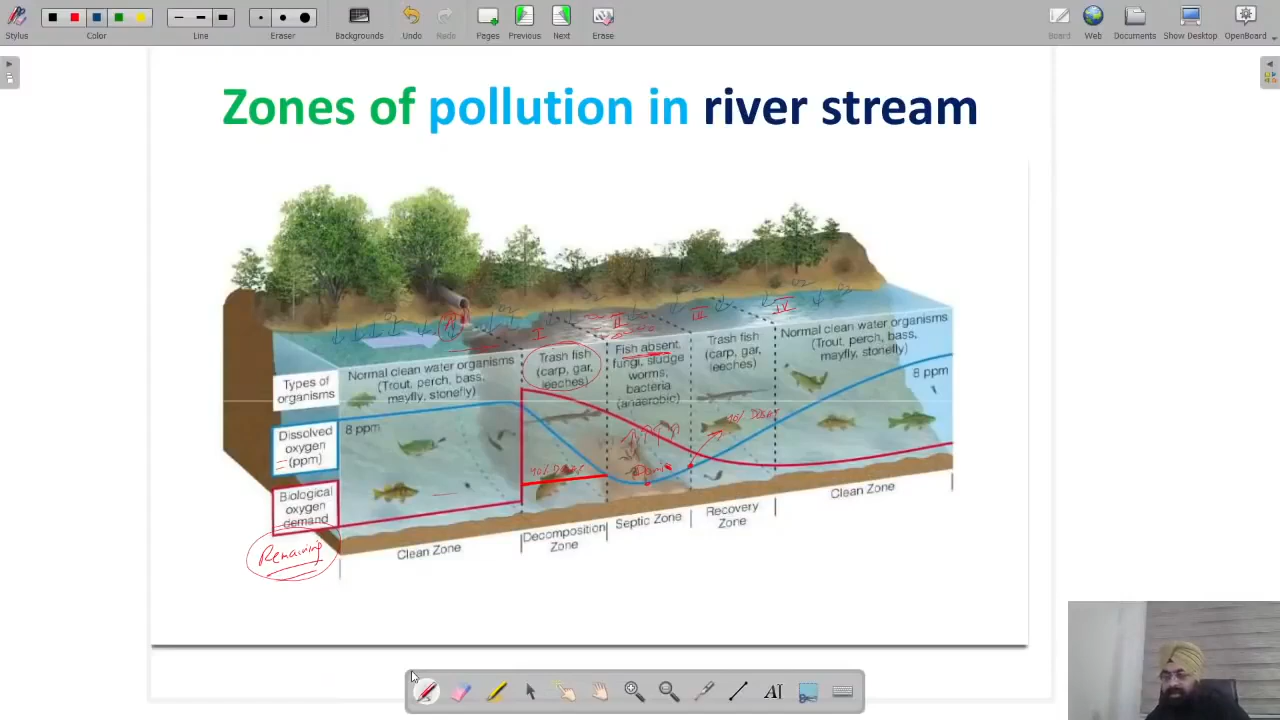 Stylus
Color
Line
Eraser
Backgrounds
Undo
Redo
Pages
Previous
Next
Erase
Board
Web
Documents
Show Desktop
OpenBoard
Zones of pollution in river stream
I
II
III
IV
Types of
organisms
Normal clean water organisms
(Trout, perch, bass,
mayfly, stonefly)
Trash fish
(carp, gar,
leeches)
Fish absent,
fungi, sludge
worms,
bacteria
(anaerobic)
Trash fish
(carp, gar,
leeches)
Normal clean water organisms
(Trout, perch, bass,
mayfly, stonefly)
Dissolved
oxygen
(ppm)
8 ppm
8 ppm
Biological
oxygen
demand
Remaining
Clean Zone
Decomposition
Zone
Septic Zone
Recovery
Zone
Clean Zone